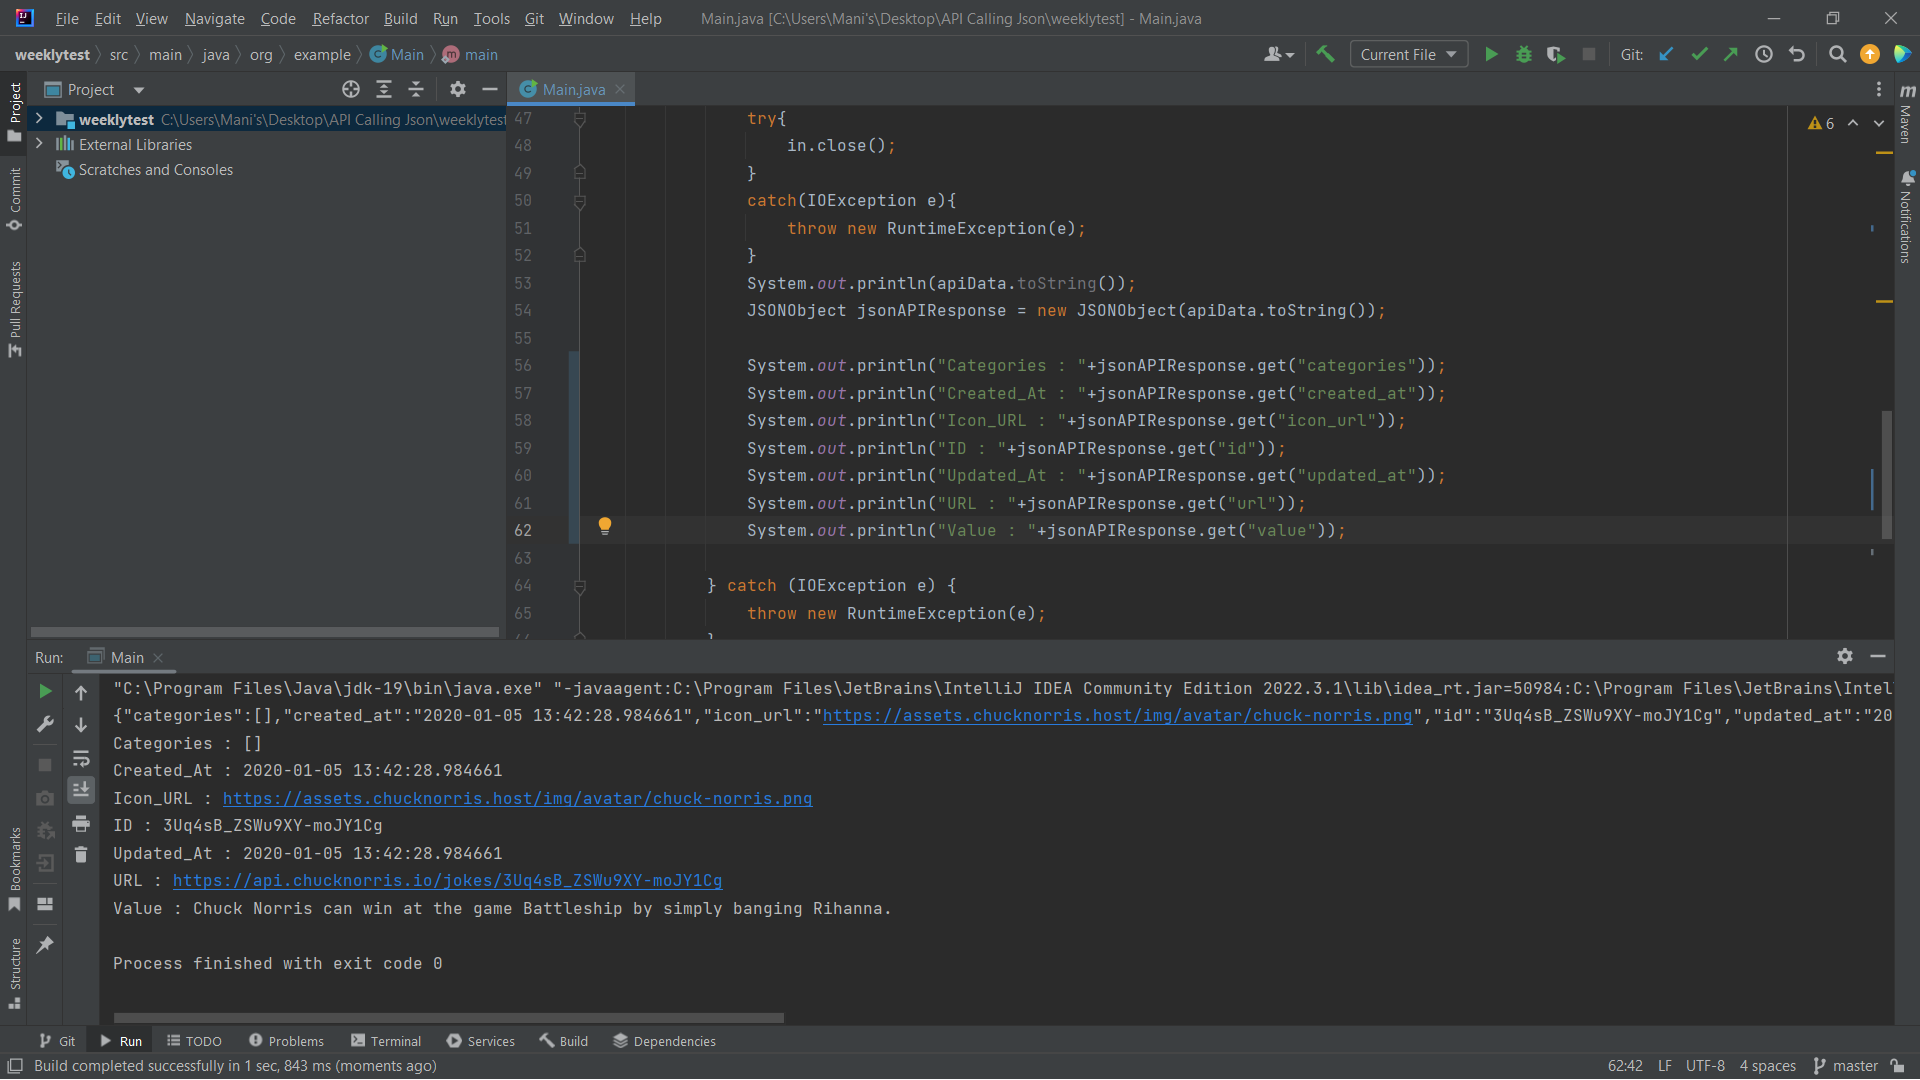 File Edit View Navigate Code Refactor Build Run Tools Git Window Help Main.java [C:\Users\Mani's\Desktop\API Calling Json\weeklytest] - Main.java
weeklytest src main java org example Main main Current File Git:
Project Main.java
weeklytest C:\Users\Mani's\Desktop\API Calling Json\weeklytest
External Libraries
Scratches and Consoles
Project
Commit
Pull Requests
Bookmarks
Structure
Maven
Notifications
6
47 try{
48 in.close();
49 }
50 catch(IOException e){
51 throw new RuntimeException(e);
52 }
53 System.out.println(apiData.toString());
54 JSONObject jsonAPIResponse = new JSONObject(apiData.toString());
55
56 System.out.println("Categories : "+jsonAPIResponse.get("categories"));
57 System.out.println("Created_At : "+jsonAPIResponse.get("created_at"));
58 System.out.println("Icon_URL : "+jsonAPIResponse.get("icon_url"));
59 System.out.println("ID : "+jsonAPIResponse.get("id"));
60 System.out.println("Updated_At : "+jsonAPIResponse.get("updated_at"));
61 System.out.println("URL : "+jsonAPIResponse.get("url"));
62 System.out.println("Value : "+jsonAPIResponse.get("value"));
63
64 } catch (IOException e) {
65 throw new RuntimeException(e);
Run: Main
"C:\Program Files\Java\jdk-19\bin\java.exe" "-javaagent:C:\Program Files\JetBrains\IntelliJ IDEA Community Edition 2022.3.1\lib\idea_rt.jar=50984:C:\Program Files\JetBrains\Intel
{"categories":[],"created_at":"2020-01-05 13:42:28.984661","icon_url":"https://assets.chucknorris.host/img/avatar/chuck-norris.png","id":"3Uq4sB_ZSWu9XY-moJY1Cg","updated_at":"20
Categories : []
Created_At : 2020-01-05 13:42:28.984661
Icon_URL : https://assets.chucknorris.host/img/avatar/chuck-norris.png
ID : 3Uq4sB_ZSWu9XY-moJY1Cg
Updated_At : 2020-01-05 13:42:28.984661
URL : https://api.chucknorris.io/jokes/3Uq4sB_ZSWu9XY-moJY1Cg
Value : Chuck Norris can win at the game Battleship by simply banging Rihanna.
Process finished with exit code 0
Git Run TODO Problems Terminal Services Build Dependencies
Build completed successfully in 1 sec, 843 ms (moments ago) 62:42 LF UTF-8 4 spaces master